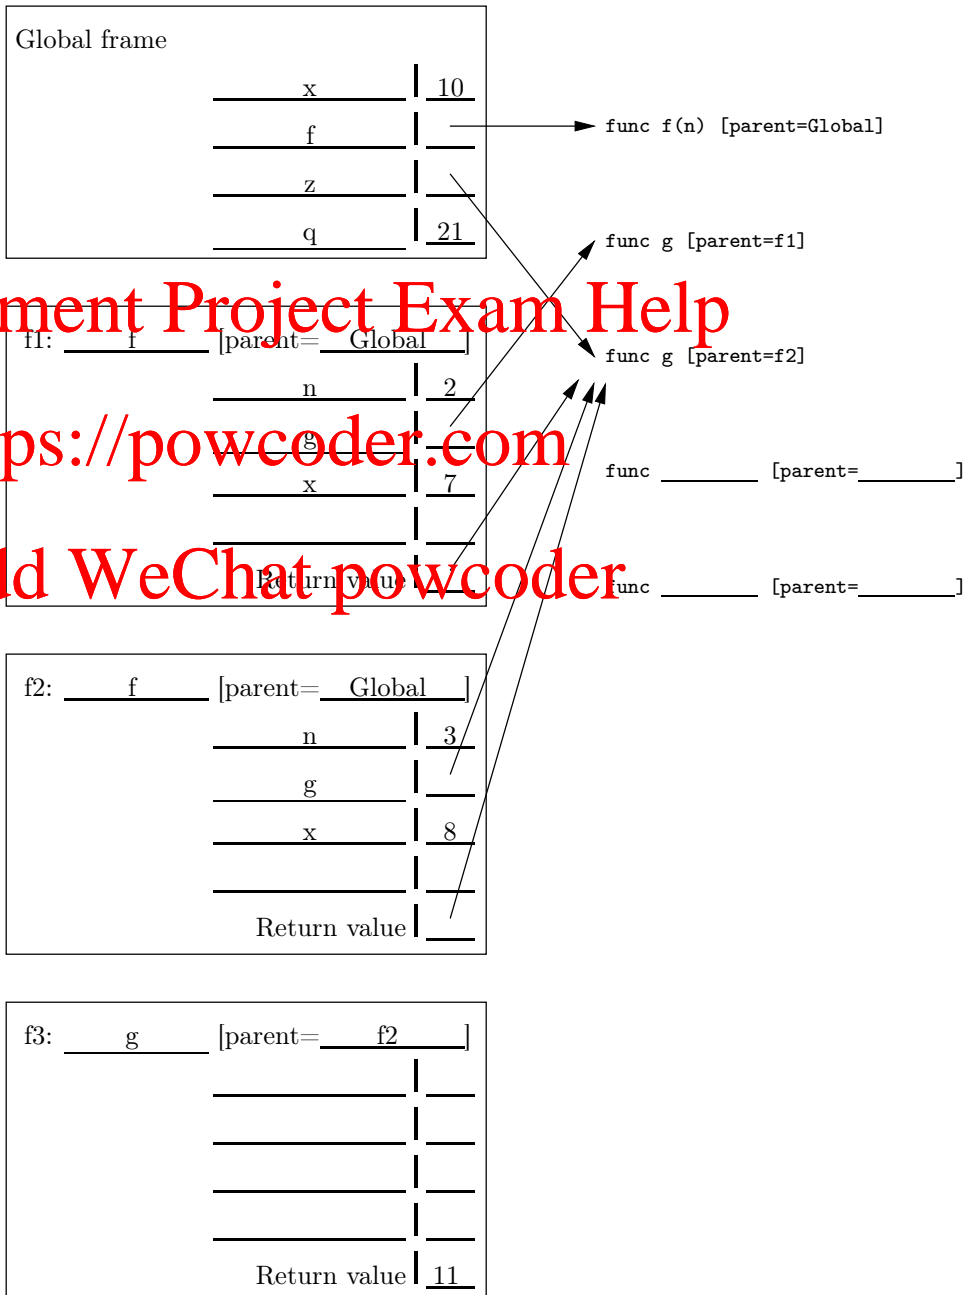 Global frame
x 10
f
z
q 21
func f(n) [parent=Global]
func g [parent=f1]
func g [parent=f2]
func [parent= ]
func [parent= ]
ment Project Exam Help
f1: f [parent= Global ]
n 2
g
x 7
Return value
ps://powcoder.com
d WeChat powcoder
f2: f [parent= Global ]
n 3
g
x 8
Return value
f3: g [parent= f2 ]
Return value 11